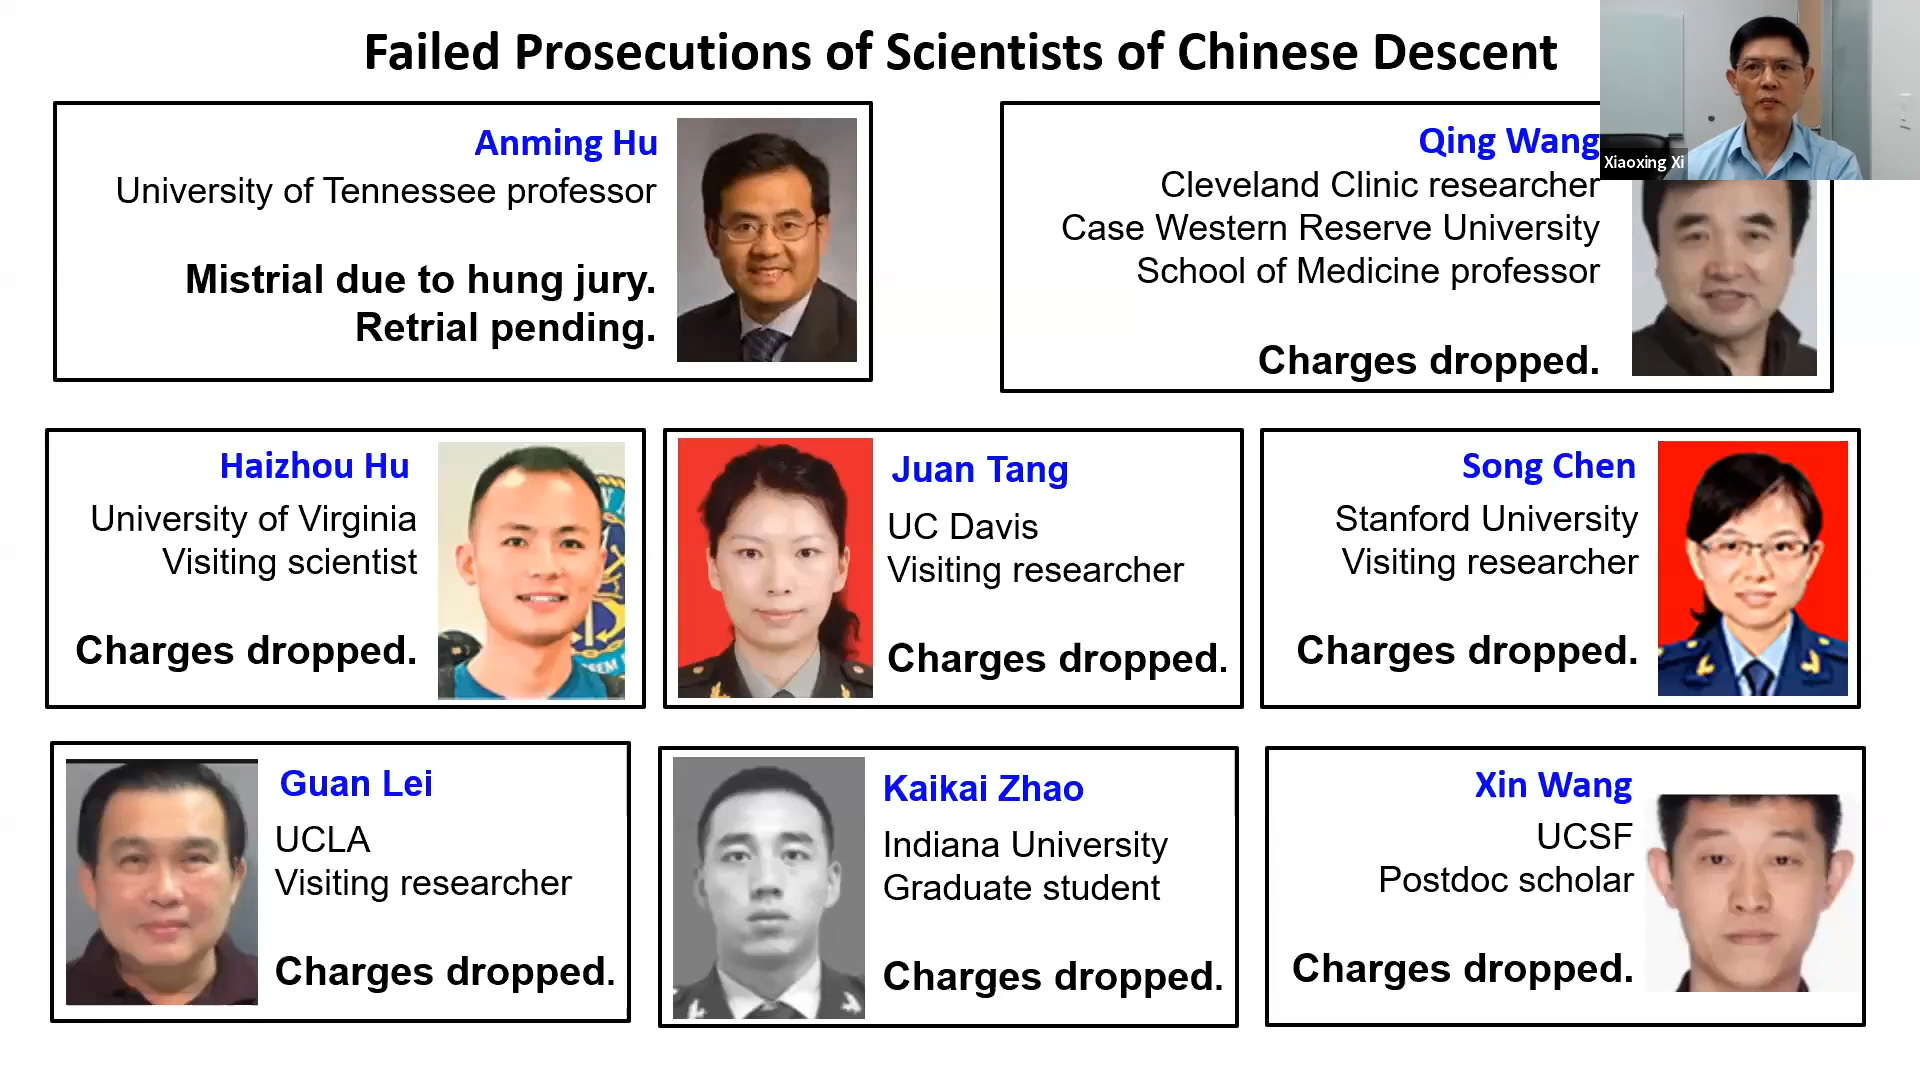 Failed Prosecutions of Scientists of Chinese Descent
Xiaoxing Xi
Anming Hu
University of Tennessee professor
Mistrial due to hung jury.
Retrial pending.
Qing Wang
Cleveland Clinic researcher
Case Western Reserve University
School of Medicine professor
Charges dropped.
Haizhou Hu
University of Virginia
Visiting scientist
Charges dropped.
Juan Tang
UC Davis
Visiting researcher
Charges dropped.
Song Chen
Stanford University
Visiting researcher
Charges dropped.
Guan Lei
UCLA
Visiting researcher
Charges dropped.
Kaikai Zhao
Indiana University
Graduate student
Charges dropped.
Xin Wang
UCSF
Postdoc scholar
Charges dropped.